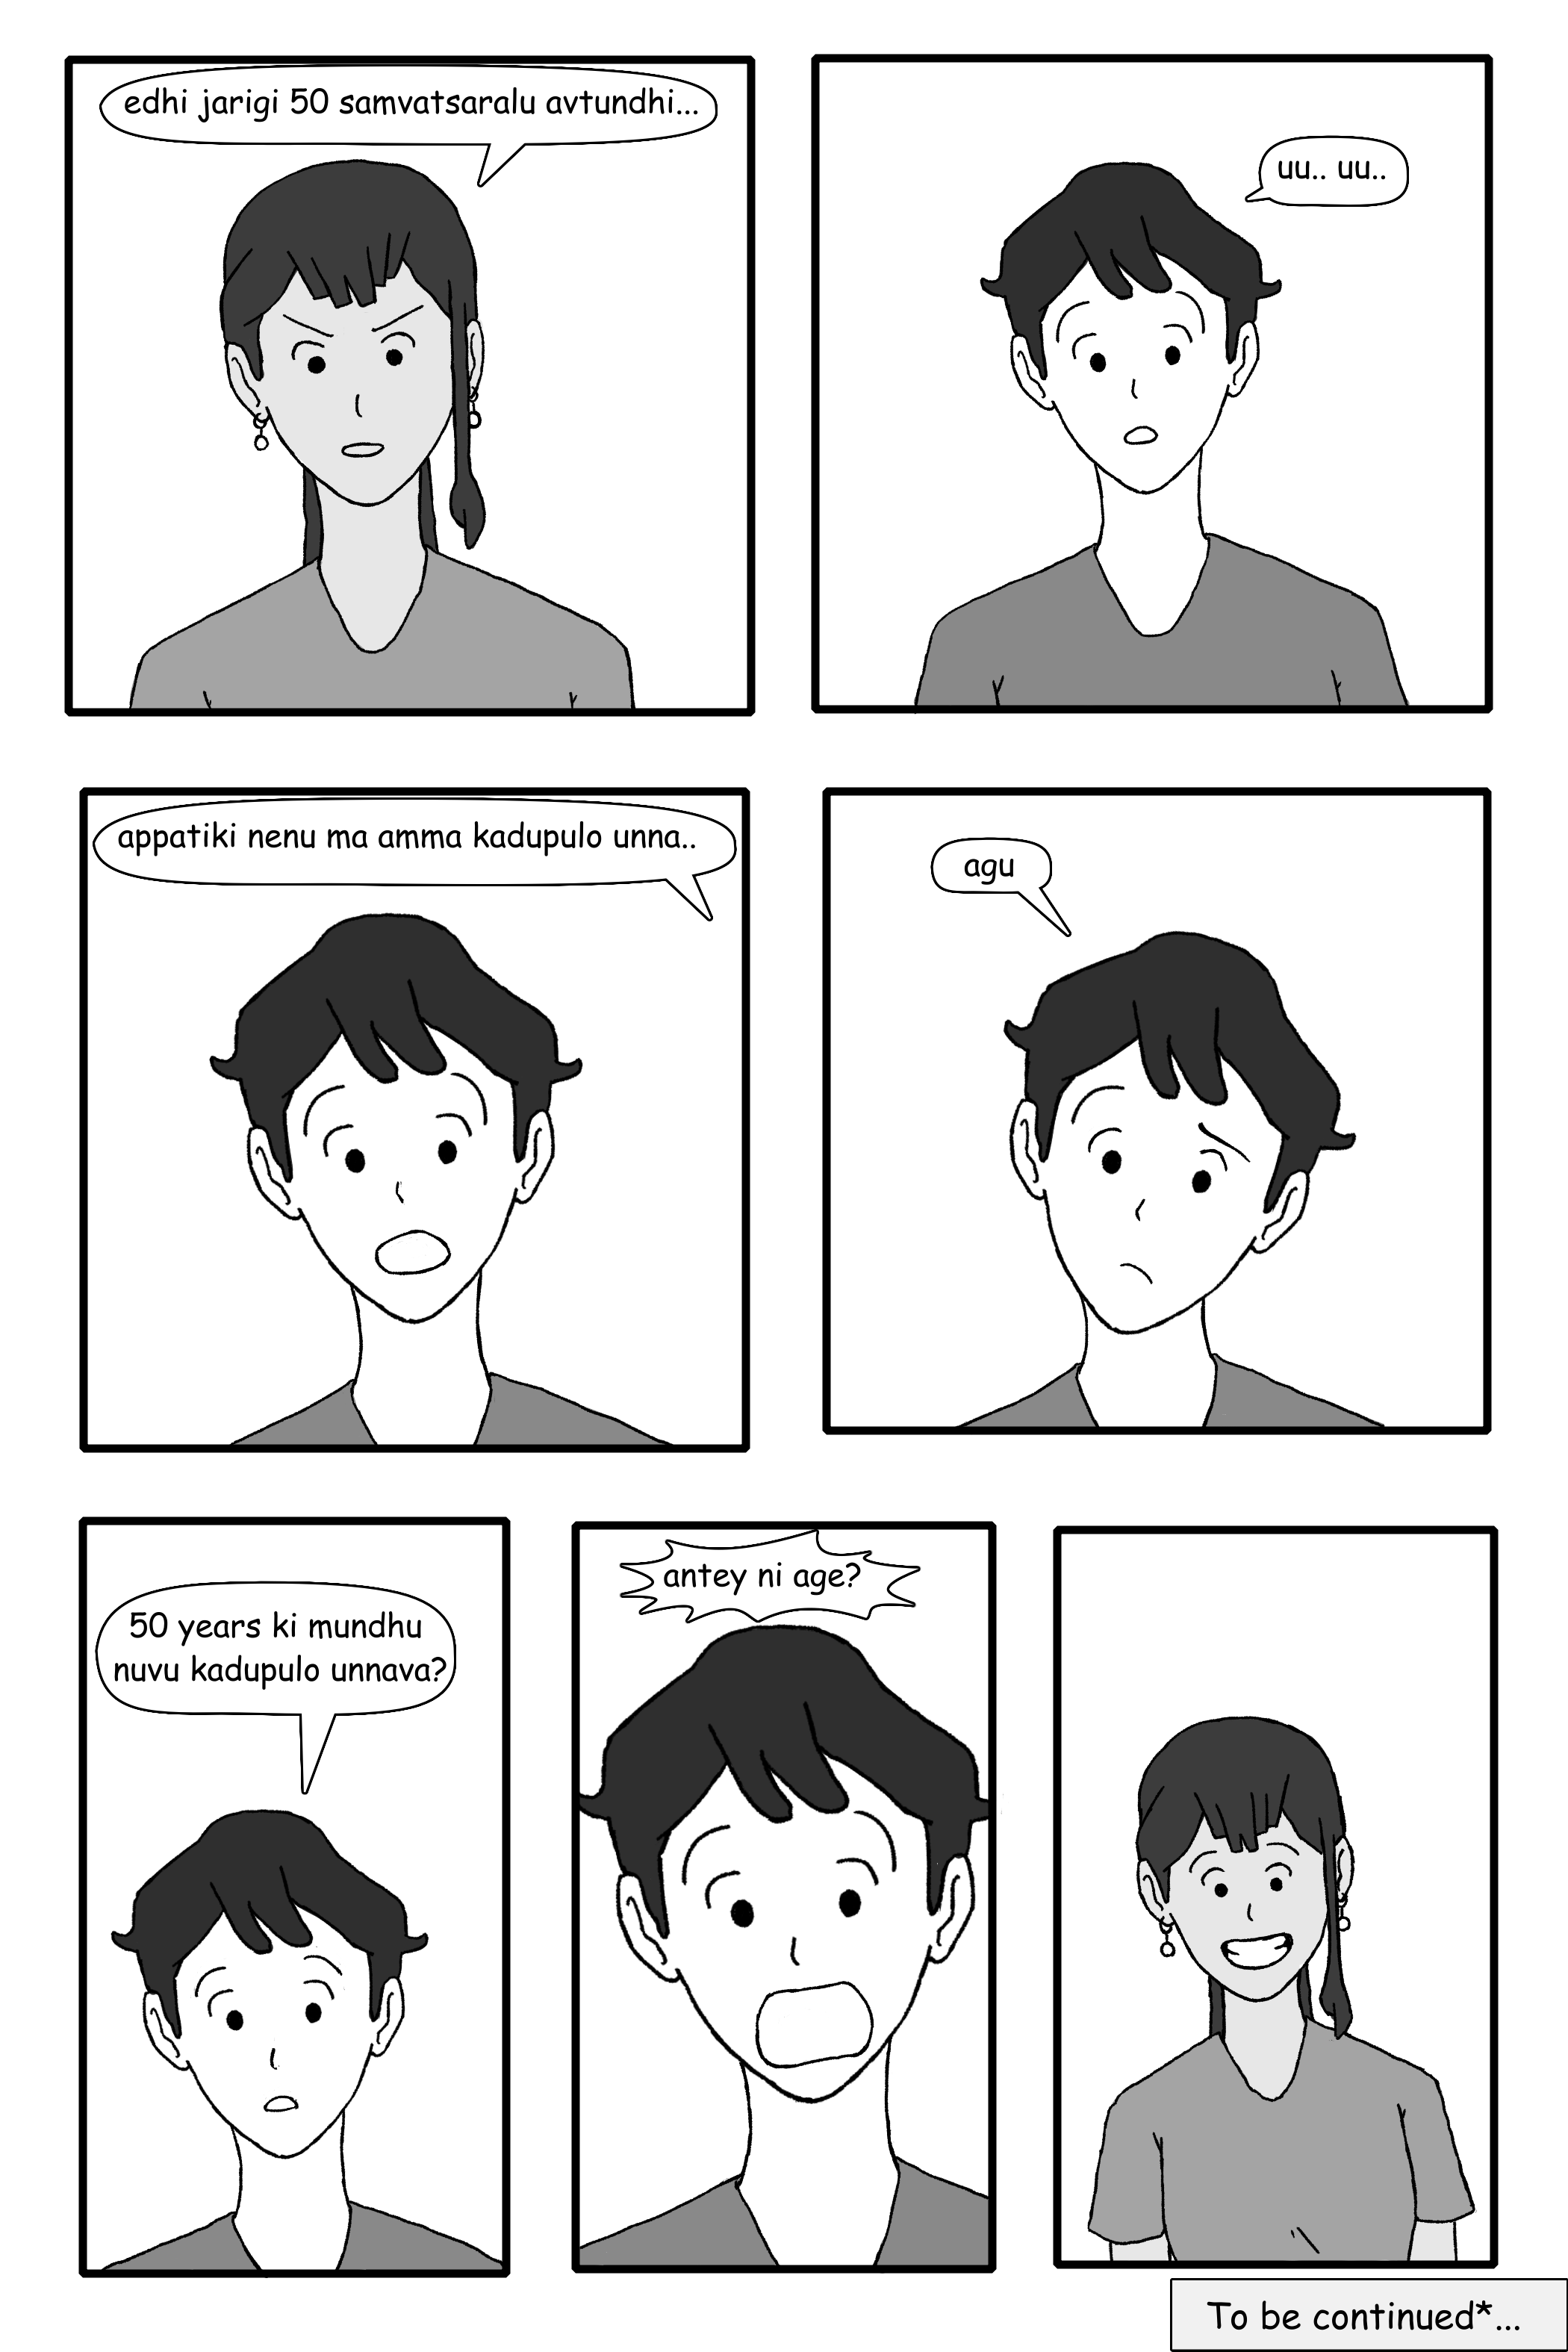 edhi jarigi 50 samvatsaralu avtundhi...
uu.. uu..
appatiki nenu ma amma kadupulo unna..
agu
50 years ki mundhu
nuvu kadupulo unnava?
antey ni age?
To be continued*...